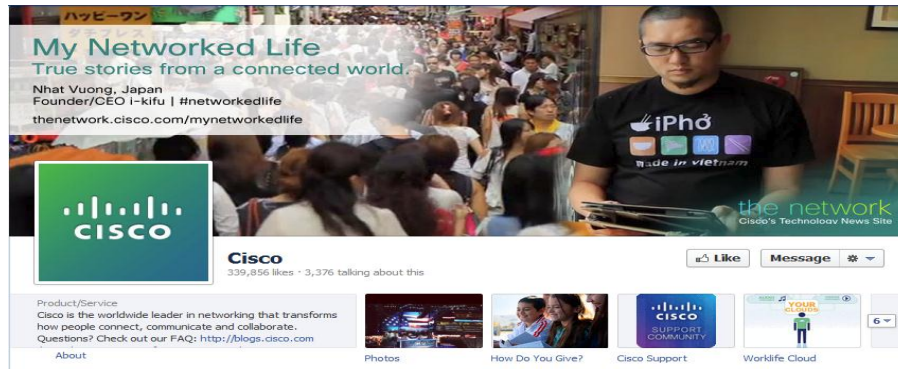 ハッピーワン
My Networked Life
True stories from a connected world.
Nhat Vuong, Japan
Founder/CEO i-kifu | #networkedlife
thenetwork.cisco.com/mynetworkedlife
iPhở
made in vietnam
the network
Cisco's Technology News Site
CISCO
Cisco
339,856 likes · 3,376 talking about this
Like
Message
Product/Service
Cisco is the worldwide leader in networking that transforms
how people connect, communicate and collaborate.
Questions? Check out our FAQ: http://blogs.cisco.com
About
CISCO
SUPPORT
COMMUNITY
YOUR
CLOUDS
6
Photos
How Do You Give?
Cisco Support
Worklife Cloud